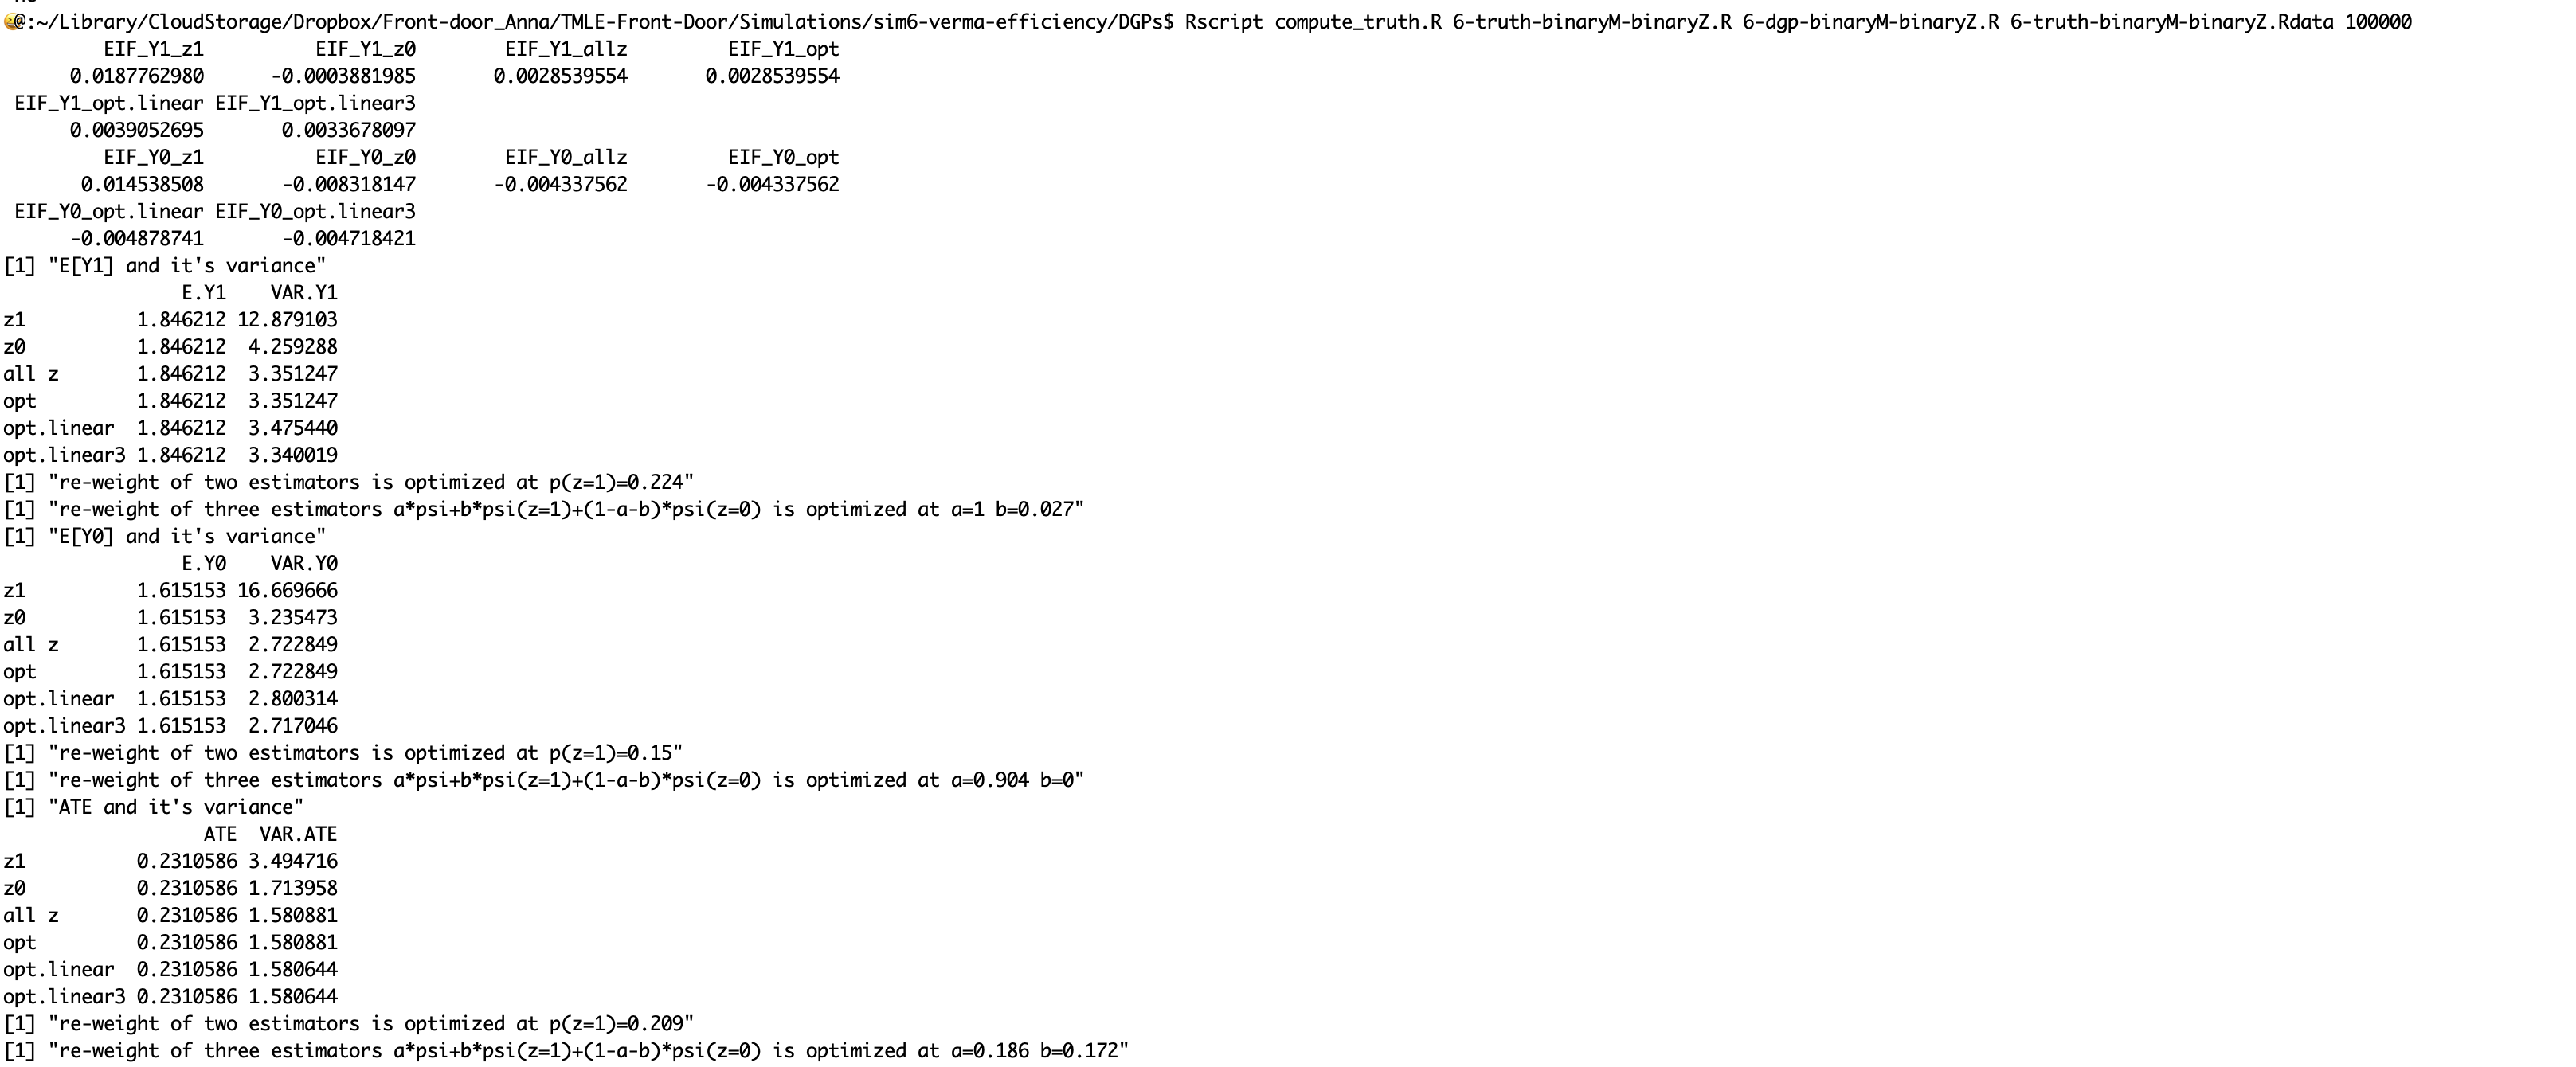 @:~/Library/CloudStorage/Dropbox/Front-door_Anna/TMLE-Front-Door/Simulations/sim6-verma-efficiency/DGPs$ Rscript compute_truth.R 6-truth-binaryM-binaryZ.R 6-dgp-binaryM-binaryZ.R 6-truth-binaryM-binaryZ.Rdata 100000
EIF_Y1_z1 EIF_Y1_z0 EIF_Y1_allz EIF_Y1_opt
0.0187762980 -0.0003881985 0.0028539554 0.0028539554
EIF_Y1_opt.linear EIF_Y1_opt.linear3
0.0039052695 0.0033678097
EIF_Y0_z1 EIF_Y0_z0 EIF_Y0_allz EIF_Y0_opt
0.014538508 -0.008318147 -0.004337562 -0.004337562
EIF_Y0_opt.linear EIF_Y0_opt.linear3
-0.004878741 -0.004718421
[1] "E[Y1] and it's variance"
E.Y1 VAR.Y1
z1 1.846212 12.879103
z0 1.846212 4.259288
all z 1.846212 3.351247
opt 1.846212 3.351247
opt.linear 1.846212 3.475440
opt.linear3 1.846212 3.340019
[1] "re-weight of two estimators is optimized at p(z=1)=0.224"
[1] "re-weight of three estimators a*psi+b*psi(z=1)+(1-a-b)*psi(z=0) is optimized at a=1 b=0.027"
[1] "E[Y0] and it's variance"
E.Y0 VAR.Y0
z1 1.615153 16.669666
z0 1.615153 3.235473
all z 1.615153 2.722849
opt 1.615153 2.722849
opt.linear 1.615153 2.800314
opt.linear3 1.615153 2.717046
[1] "re-weight of two estimators is optimized at p(z=1)=0.15"
[1] "re-weight of three estimators a*psi+b*psi(z=1)+(1-a-b)*psi(z=0) is optimized at a=0.904 b=0"
[1] "ATE and it's variance"
ATE VAR.ATE
z1 0.2310586 3.494716
z0 0.2310586 1.713958
all z 0.2310586 1.580881
opt 0.2310586 1.580881
opt.linear 0.2310586 1.580644
opt.linear3 0.2310586 1.580644
[1] "re-weight of two estimators is optimized at p(z=1)=0.209"
[1] "re-weight of three estimators a*psi+b*psi(z=1)+(1-a-b)*psi(z=0) is optimized at a=0.186 b=0.172"